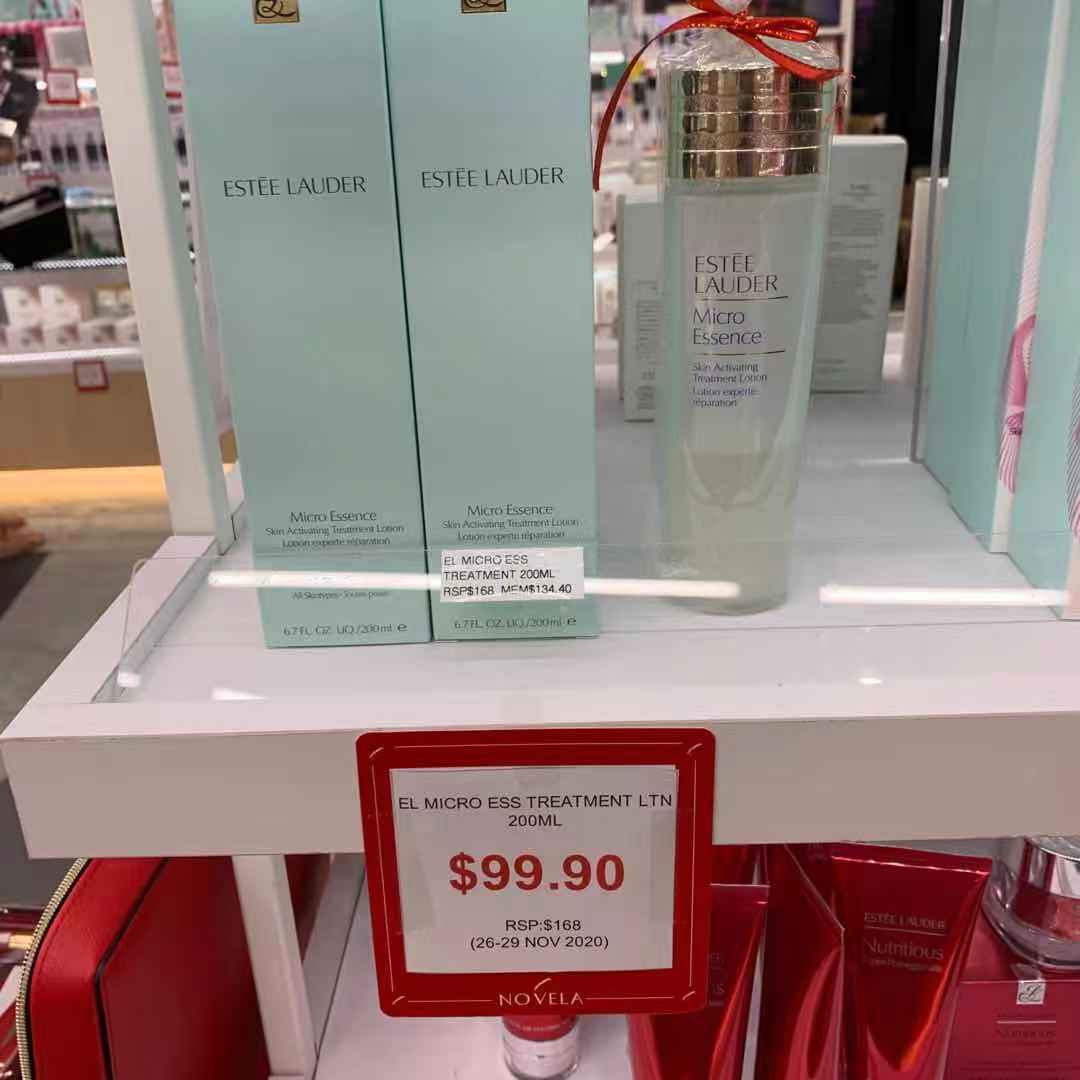 ESTĒE LAUDER
ESTĒE LAUDER
ESTĒE
LAUDER
Micro
Essence
Skin Activating
Treatment Lotion
Lotion experte
réparation
Micro Essence
Skin Activating Treatment Lotion
Lotion experte réparation
6.7 FL. OZ. LIQ./200 ml e
Micro Essence
Skin Activating Treatment Lotion
Lotion experte réparation
EL MICRO ESS
TREATMENT 200ML
RSP$168 MEM$134.40
6.7 FL. OZ. LIQ./200 ml e
EL MICRO ESS TREATMENT LTN
200ML
$99.90
RSP:$168
(26-29 NOV 2020)
NOVELA
ESTĒE LAUDER
Nutritious